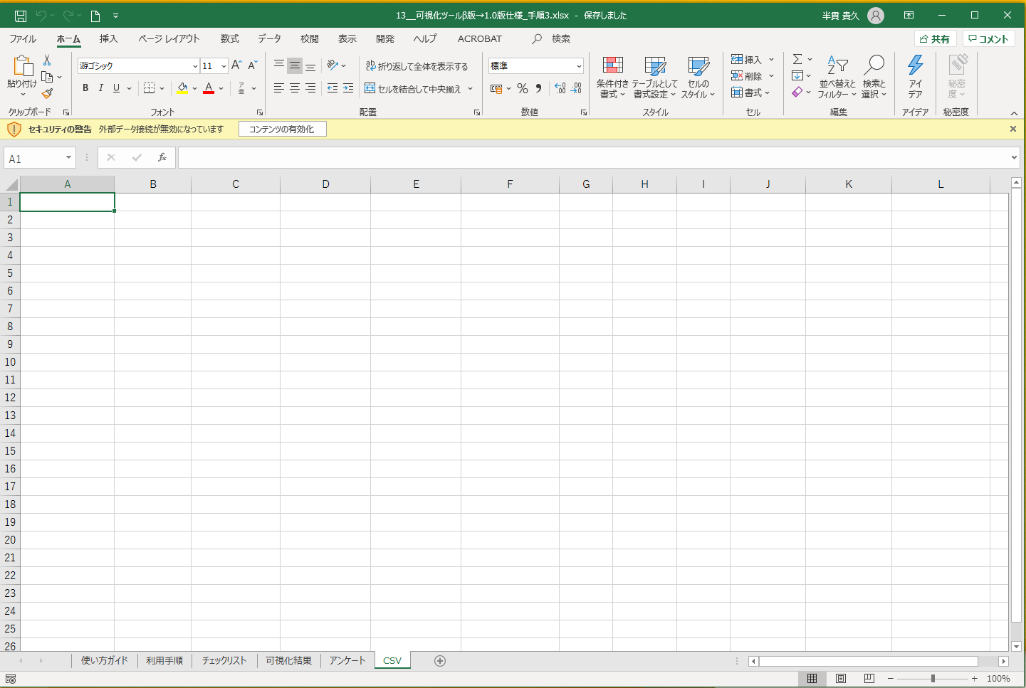 13__可視化ツールβ版→1.0版仕様_手順3.xlsx - 保存しました
半貫 貴久
ファイル ホーム 挿入 ページ レイアウト 数式 データ 校閲 表示 開発 ヘルプ ACROBAT 検索 共有 コメント
游ゴシック 11 折り返して全体を表示する 標準 挿入
貼り付け 条件付き 書式 テーブルとして 書式設定 セルの スタイル 削除 並べ替えと フィルター 検索と 選択 アイ デア 秘密 度
B I U A セルを結合して中央揃え % 書式
クリップボード フォント 配置 数値 スタイル セル 編集 アイデア 秘密度
セキュリティの警告 外部データ接続が無効になっています コンテンツの有効化
A1 fx
A B C D E F G H I J K L
1
2
3
4
5
6
7
8
9
10
11
12
13
14
15
16
17
18
19
20
21
22
23
24
25
26
使い方ガイド 利用手順 チェックリスト 可視化結果 アンケート CSV
100%